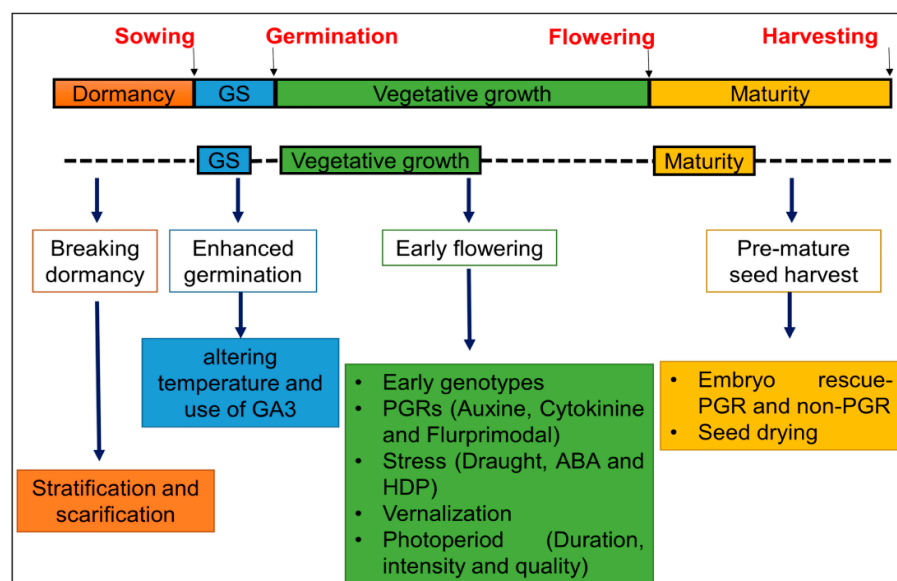 Sowing Germination Flowering Harvesting
Dormancy GS Vegetative growth Maturity
GS Vegetative growth Maturity
Breaking
dormancy
Enhanced
germination
Early flowering
Pre-mature
seed harvest
altering
temperature and
use of GA3
• Early genotypes
• PGRs (Auxine, Cytokinine
and Flurprimodal)
• Stress (Draught, ABA and
HDP)
• Vernalization
• Photoperiod (Duration,
intensity and quality)
• Embryo rescue-
PGR and non-PGR
• Seed drying
Stratification and
scarification